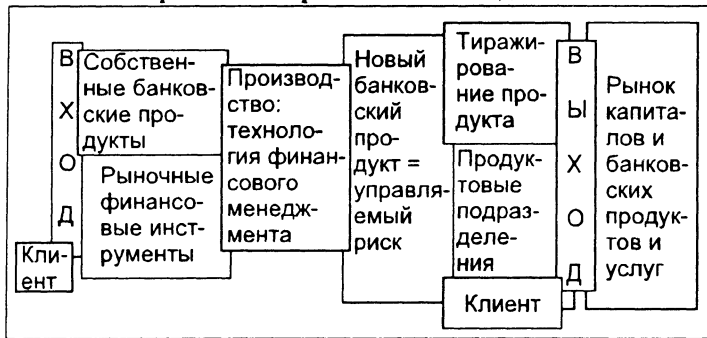 В
Х
О
Д
Кли-
ент
Собствен-
ные банков-
ские про-
дукты
Рыночные
финансо-
вые инст-
рументы
Производ-
ство:
техноло-
гия финан-
сового
менедж-
мента
Новый
банков-
ский
про-
дукт =
управля-
емый
риск
Тиражи-
рова-
ние про-
дукта
Продук-
товые
подраз-
деле-
ния
Клиент
В
Ы
Х
О
Д
Рынок
капита-
лов и
банков-
ских
продук-
тов и
услуг